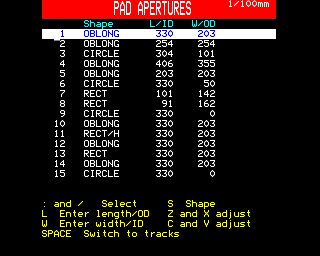 PAD APERTURES 1/100mm
Shape L/ID W/OD
1 OBLONG 330 203
2 OBLONG 254 254
3 CIRCLE 304 101
4 OBLONG 406 355
5 OBLONG 203 203
6 CIRCLE 330 50
7 RECT 101 142
8 RECT 91 162
9 CIRCLE 330 0
10 OBLONG 330 203
11 RECT/H 330 203
12 OBLONG 330 203
13 RECT 330 203
14 OBLONG 330 203
15 CIRCLE 330 0
: and / Select S Shape
L Enter length/OD Z and X adjust
W Enter width/ID C and V adjust
SPACE Switch to tracks